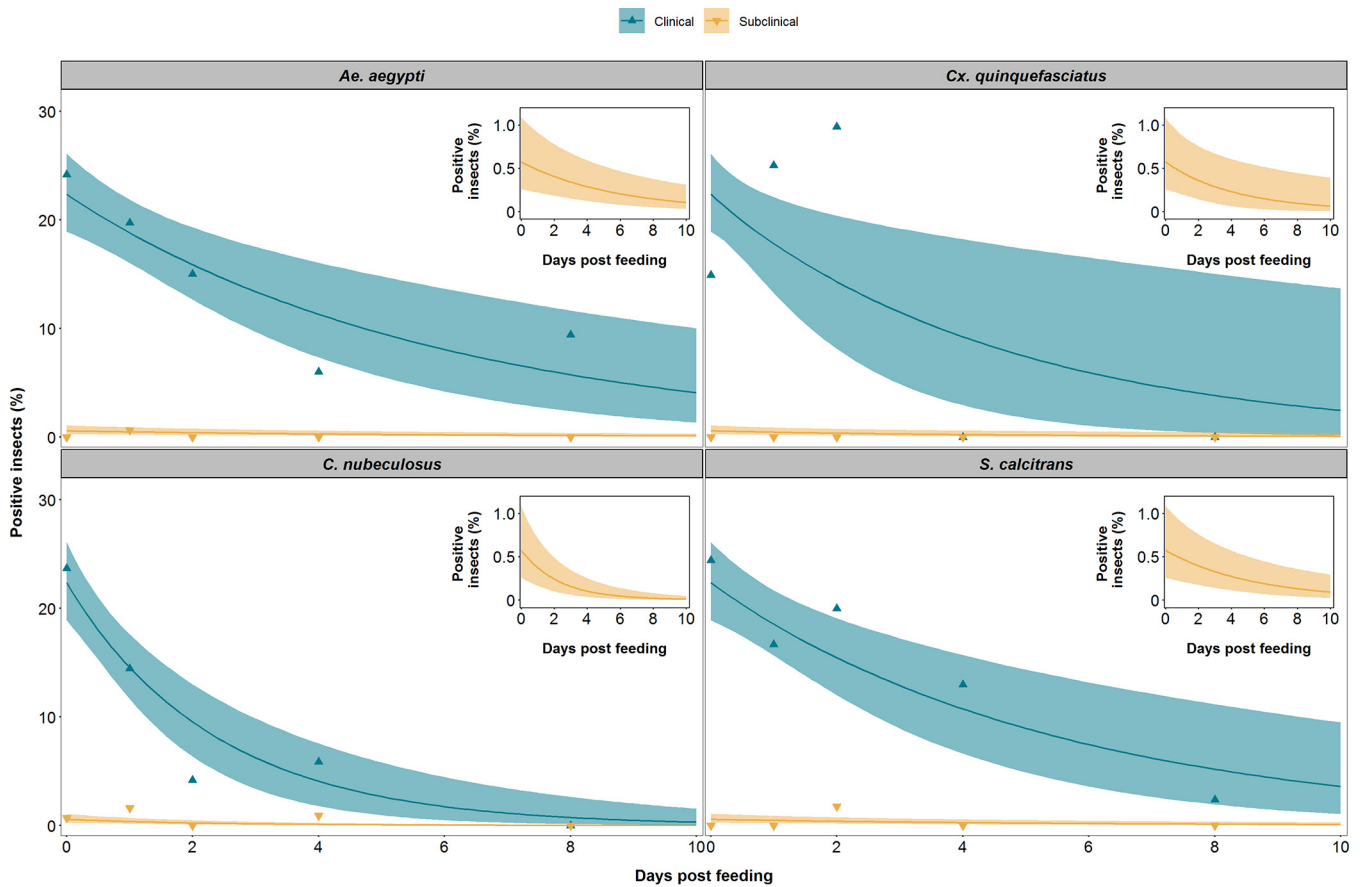 Clinical Subclinical
Ae. aegypti
Cx. quinquefasciatus
30
20
10
0
Positive insects (%)
1.0
0.5
0
0 2 4 6 8 10
Days post feeding
Positive
insects (%)
1.0
0.5
0
0 2 4 6 8 10
Days post feeding
C. nubeculosus
S. calcitrans
30
20
10
0
Positive
insects (%)
1.0
0.5
0
0 2 4 6 8 10
Days post feeding
Positive
insects (%)
1.0
0.5
0
0 2 4 6 8 10
Days post feeding
Positive
insects (%)
0 2 4 6 8 10
0 2 4 6 8 10
Days post feeding